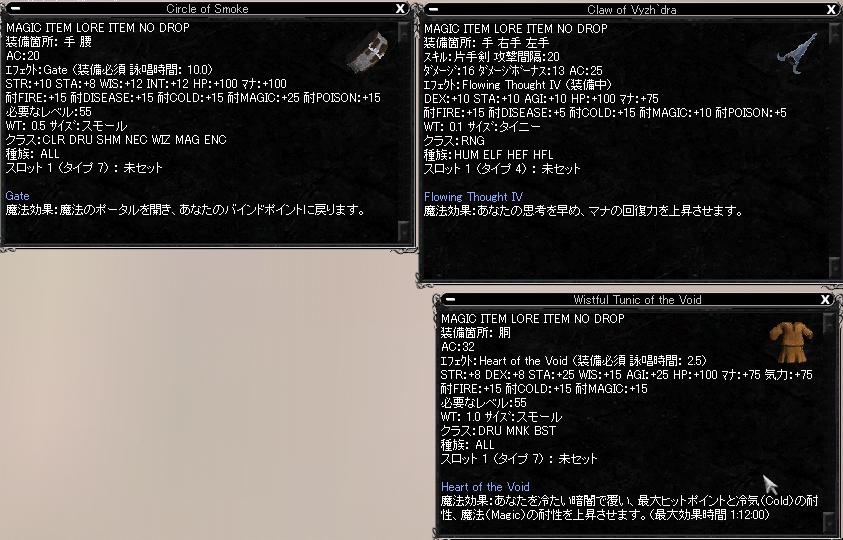 Circle of Smoke
MAGIC ITEM LORE ITEM NO DROP
装備箇所: 手 腰
AC:20
ｴﾌｪｸﾄ:Gate (装備必須 詠唱時間: 10.0)
STR:+10 STA:+8 WIS:+12 INT:+12 HP:+100 マナ:+100
耐FIRE:+15 耐DISEASE:+15 耐COLD:+15 耐MAGIC:+25 耐POISON:+15
必要なレベル:55
WT: 0.5 サイズ:スモール
クラス:CLR DRU SHM NEC WIZ MAG ENC
種族: ALL
スロット 1 (タイプ 7) : 未セット
Gate
魔法効果:魔法のポータルを開き、あなたのバインドポイントに戻ります。
Claw of Vyzh`dra
MAGIC ITEM LORE ITEM NO DROP
装備箇所: 手 右手 左手
スキル:片手剣 攻撃間隔:20
ﾀﾞﾒｰｼﾞ:16 ﾀﾞﾒｰｼﾞﾎﾞｰﾅｽ:13 AC:25
ｴﾌｪｸﾄ:Flowing Thought IV (装備中)
DEX:+10 STA:+10 AGI:+10 HP:+100 マナ:+75
耐FIRE:+15 耐DISEASE:+5 耐COLD:+15 耐MAGIC:+10 耐POISON:+5
WT: 0.1 サイズ:タイニー
クラス:RNG
種族:HUM ELF HEF HFL
スロット 1 (タイプ 4) : 未セット
Flowing Thought IV
魔法効果:あなたの思考を早め、マナの回復力を上昇させます。
Wistful Tunic of the Void
MAGIC ITEM LORE ITEM NO DROP
装備箇所: 胴
AC:32
ｴﾌｪｸﾄ:Heart of the Void (装備必須 詠唱時間: 2.5)
STR:+8 DEX:+8 STA:+25 WIS:+15 AGI:+25 HP:+100 マナ:+75 気力:+75
耐FIRE:+15 耐COLD:+15 耐MAGIC:+15
必要なレベル:55
WT: 1.0 サイズ:スモール
クラス:DRU MNK BST
種族: ALL
スロット 1 (タイプ 7) : 未セット
Heart of the Void
魔法効果:あなたを冷たい暗闇で覆い、最大ヒットポイントと冷気(Cold)の耐
性、魔法(Magic)の耐性を上昇させます。(最大効果時間 1:12:00)